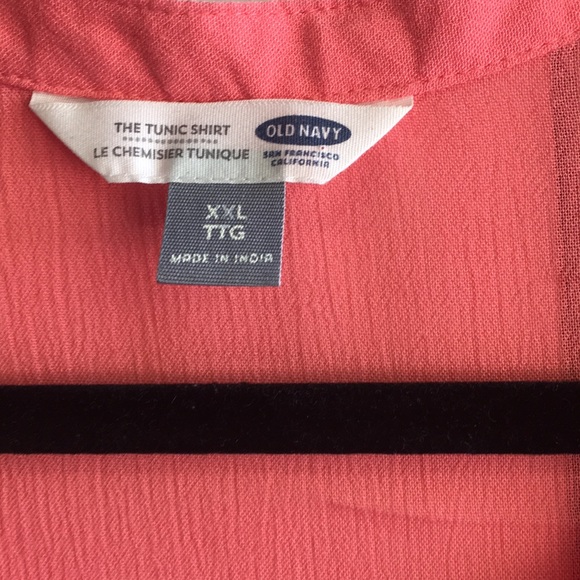 THE TUNIC SHIRT
LE CHEMISIER TUNIQUE
OLD NAVY
SAN FRANCISCO
CALIFORNIA
XXL
TTG
MADE IN INDIA